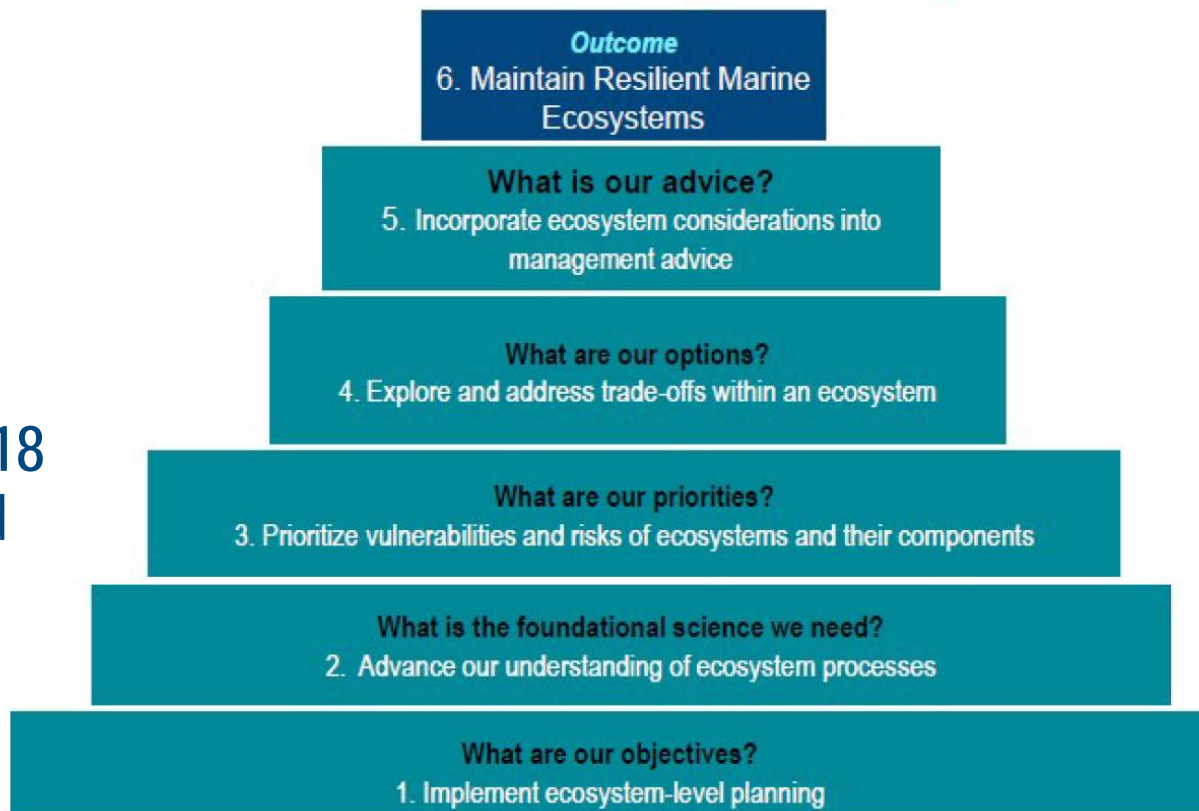 Outcome
6. Maintain Resilient Marine
Ecosystems
What is our advice?
5. Incorporate ecosystem considerations into
management advice
What are our options?
4. Explore and address trade-offs within an ecosystem
18
What are our priorities?
3. Prioritize vulnerabilities and risks of ecosystems and their components
What is the foundational science we need?
2. Advance our understanding of ecosystem processes
What are our objectives?
1. Implement ecosystem-level planning